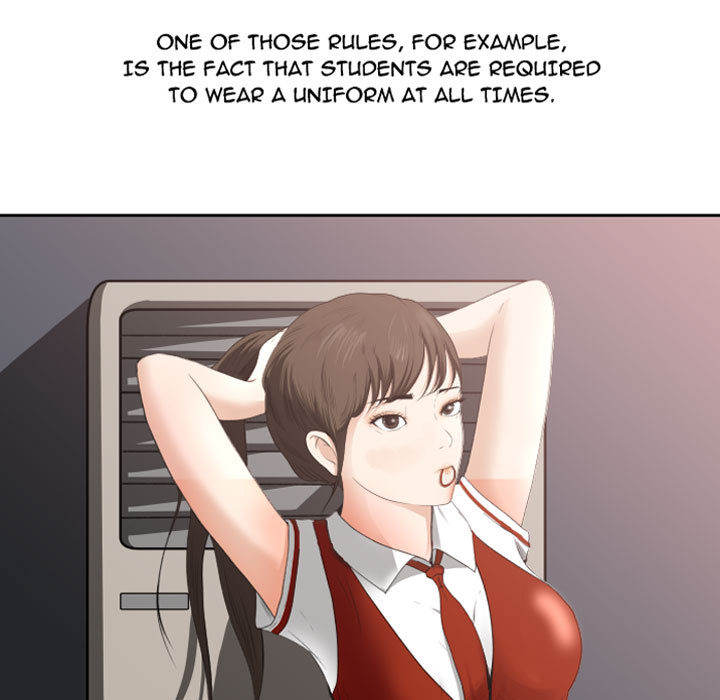 ONE OF THOSE RULES, FOR EXAMPLE,
IS THE FACT THAT STUDENTS ARE REQUIRED
TO WEAR A UNIFORM AT ALL TIMES.